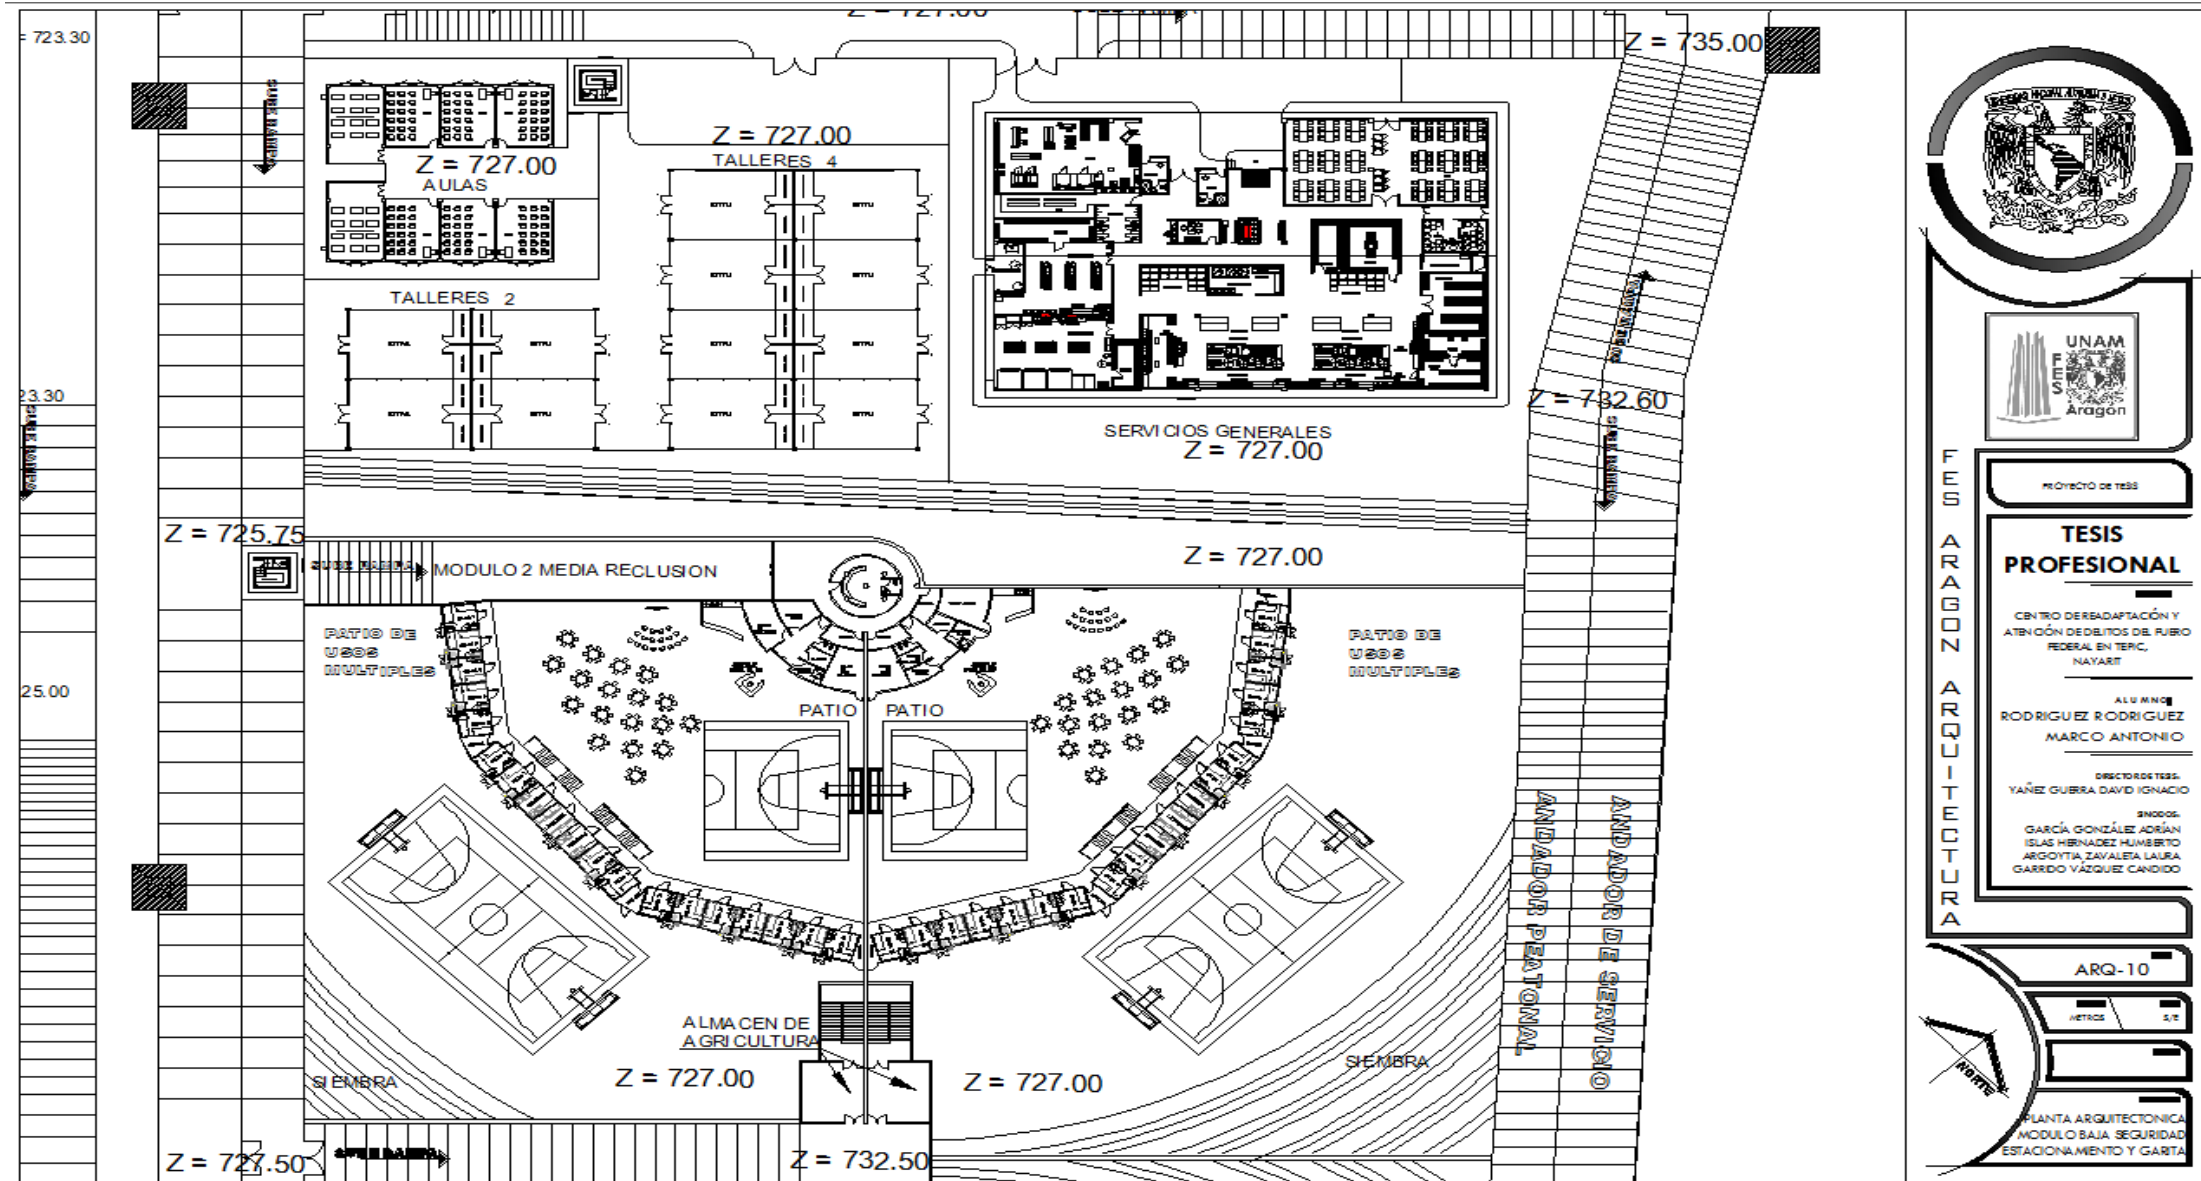 Z = 727.00
= 723.30
Z = 735.00
Z = 727.00
TALLERES 4
Z = 727.00
AULAS
TALLERES 2
23.30
Z = 732.60
SERVICIOS GENERALES
Z = 727.00
Z = 725.75
SUBE RAMPA
MODULO 2 MEDIA RECLUSION
Z = 727.00
PATIO DE
USOS
MULTIPLES
PATIO DE
USOS
MULTIPLES
25.00
PATIO
PATIO
ANDADOR PEATONAL
ANDADOR DE SERVICIO
ALMACEN DE
AGRICULTURA
SIEMBRA
Z = 727.00
Z = 727.00
SIEMBRA
Z = 727.50
SUBE RAMPA
Z = 732.50
UNAM
FES
Aragón
FES ARAGON ARQUITECTURA
PROYECTO DE TESIS
TESIS
PROFESIONAL
CENTRO DE READAPTACIÓN Y
ATENCIÓN DE DELITOS DEL FUERO
FEDERAL EN TEPIC,
NAYARIT
ALUMNO
RODRIGUEZ RODRIGUEZ
MARCO ANTONIO
DIRECTOR DE TESIS:
YAÑEZ GUERRA DAVID IGNACIO
SINODOS:
GARCÍA GONZÁLEZ ADRÍAN
ISLAS HERNADEZ HUMBERTO
ARGOYTIA ZAVALETA LAURA
GARRIDO VÁZQUEZ CANDIDO
ARQ-10
METROS
S/E
NORTE
PLANTA ARQUITECTONICA
MODULO BAJA SEGURIDAD
ESTACIONAMIENTO Y GARITA